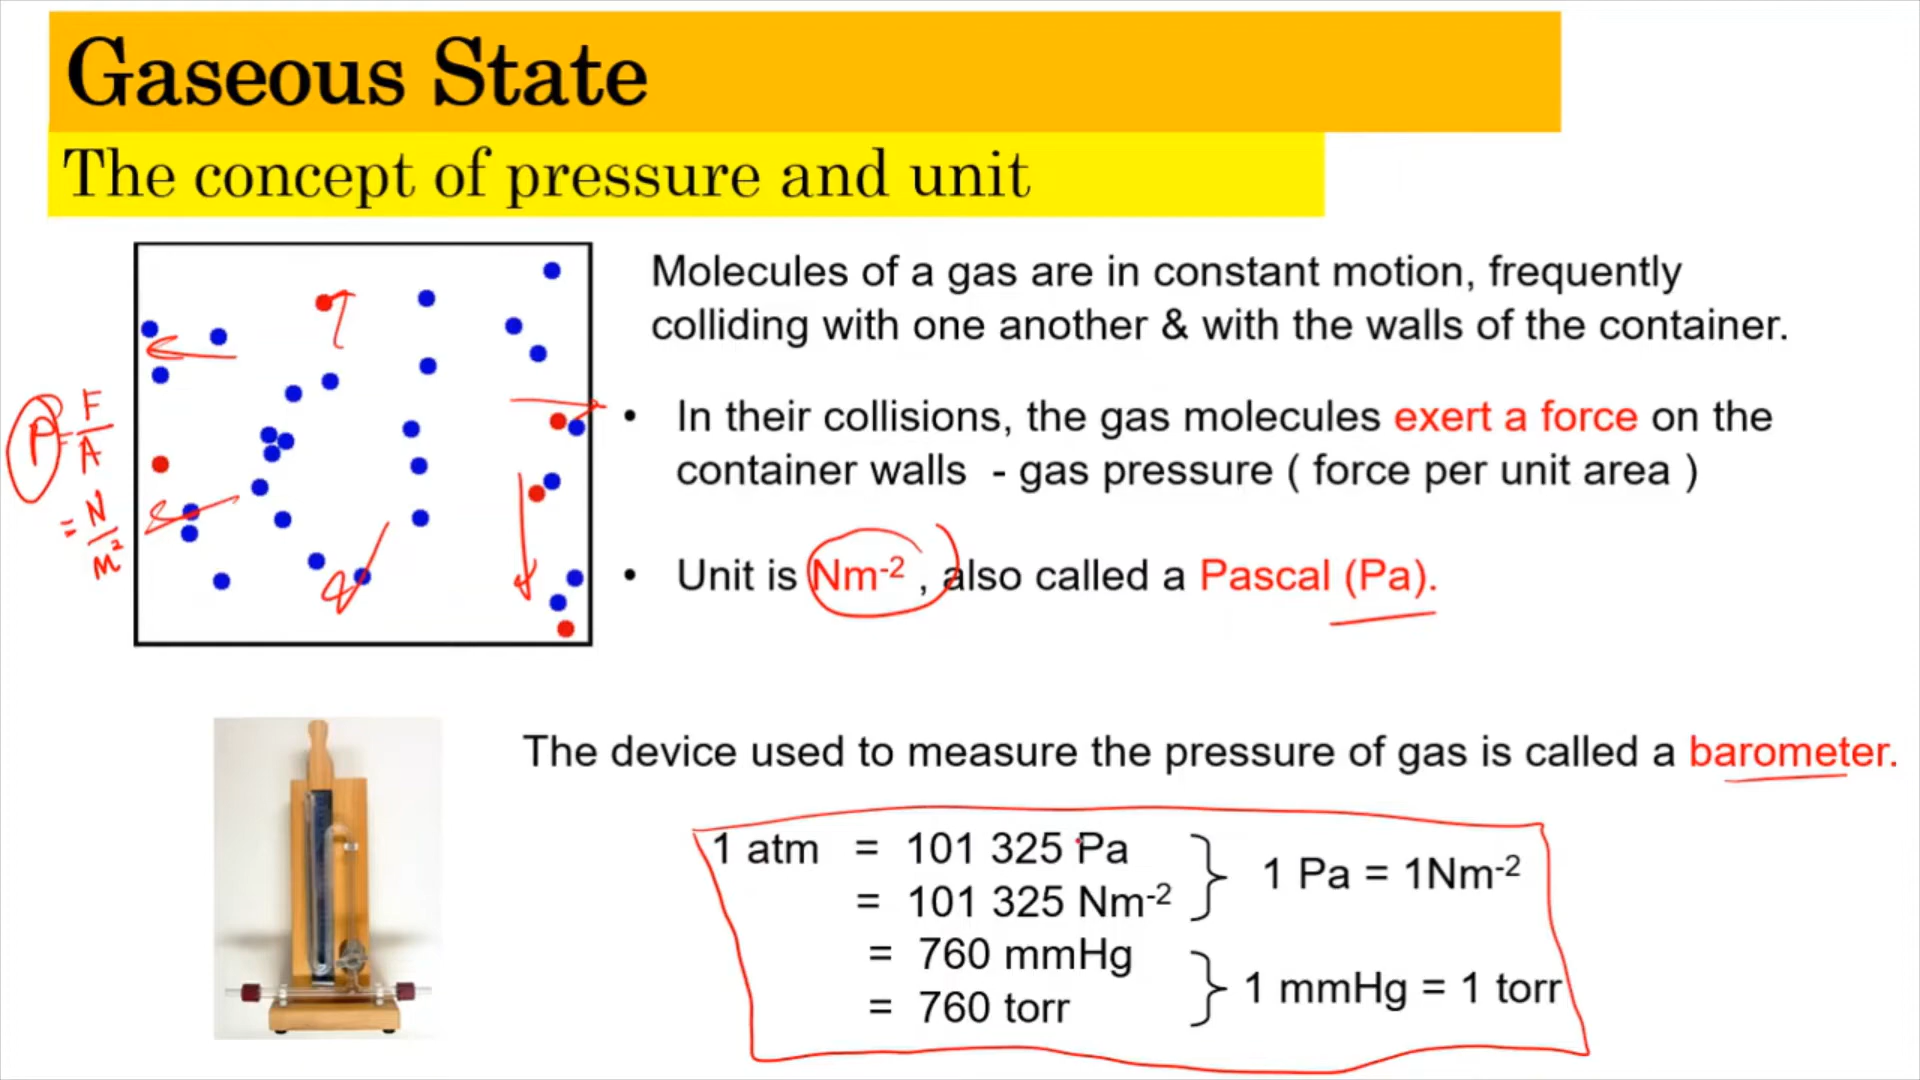 Gaseous State
The concept of pressure and unit
Molecules of a gas are in constant motion, frequently
colliding with one another & with the walls of the container.
• In their collisions, the gas molecules exert a force on the
container walls - gas pressure ( force per unit area )
• Unit is Nm-2 , also called a Pascal (Pa).
P = F/A
= N/m²
The device used to measure the pressure of gas is called a barometer.
1 atm = 101 325 Pa
= 101 325 Nm-2
1 Pa = 1Nm-2
= 760 mmHg
= 760 torr
1 mmHg = 1 torr